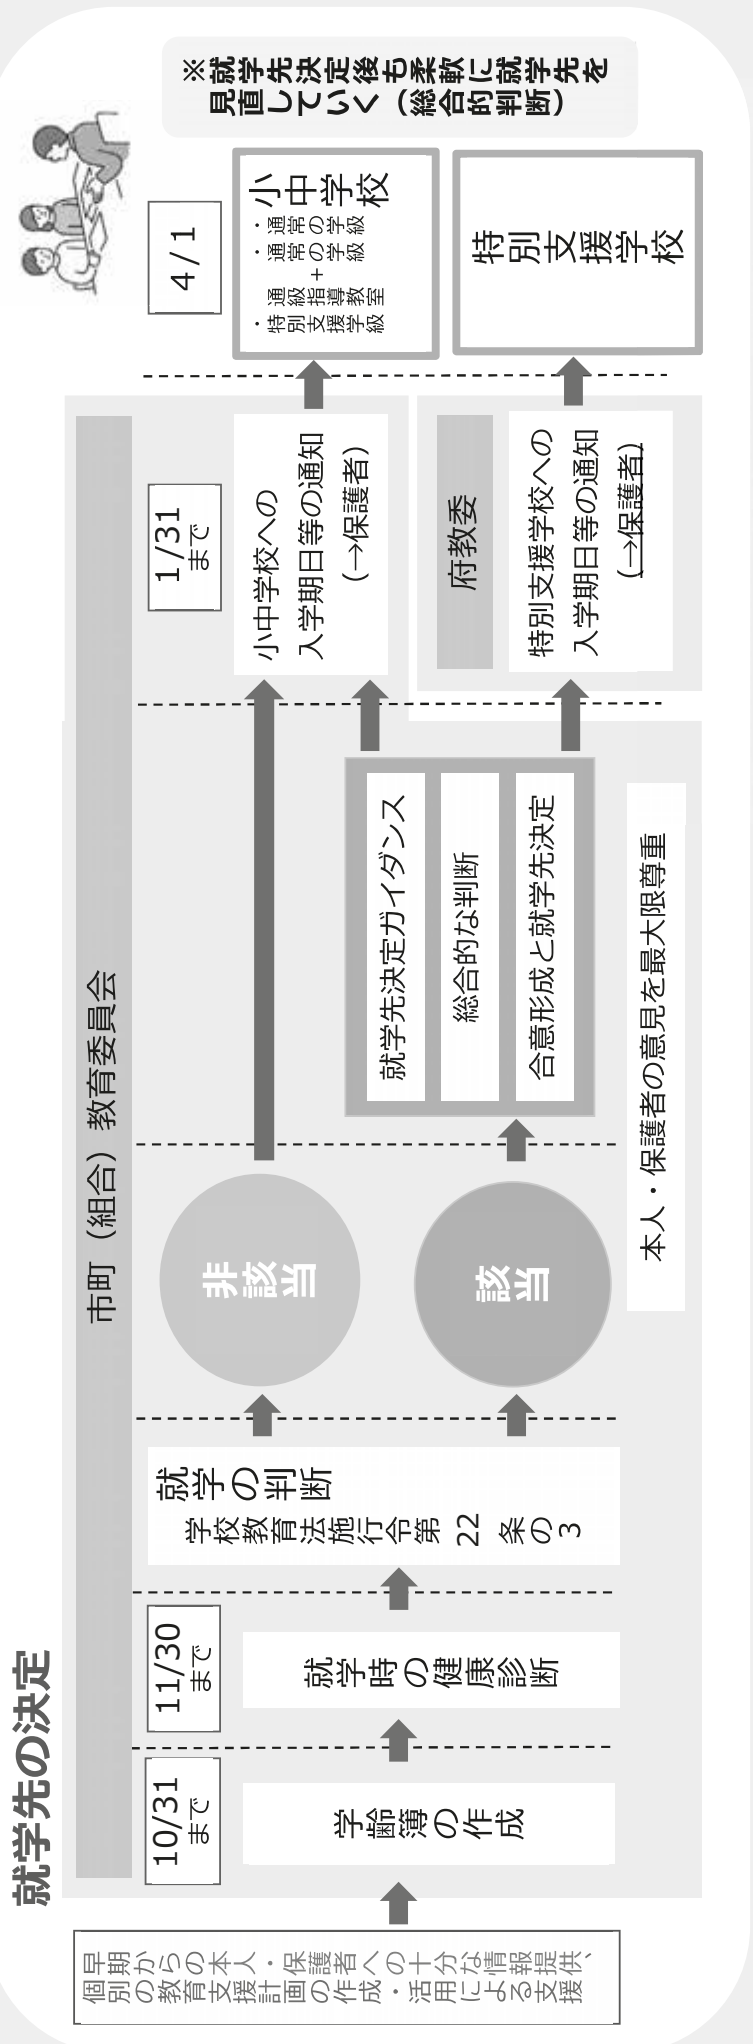 就学先の決定
個別の教育支援計画の作成・活用による支援
早期からの本人・保護者への十分な情報提供、
市町（組合）教育委員会
10/31
まで
学齢簿の作成
11/30
まで
就学時の健康診断
就学の判断
学校教育法施行令第22条の3
非該当
該当
就学先決定ガイダンス
総合的な判断
合意形成と就学先決定
本人・保護者の意見を最大限尊重
1/31
まで
小中学校への
入学期日等の通知
（→保護者）
府教委
特別支援学校への
入学期日等の通知
（→保護者）
4/1
小中学校
・通常の学級
・通常の学級
＋
通級指導教室
・特別支援学級
特別支援学校
※就学先決定後も柔軟に就学先を
見直していく（総合的判断）